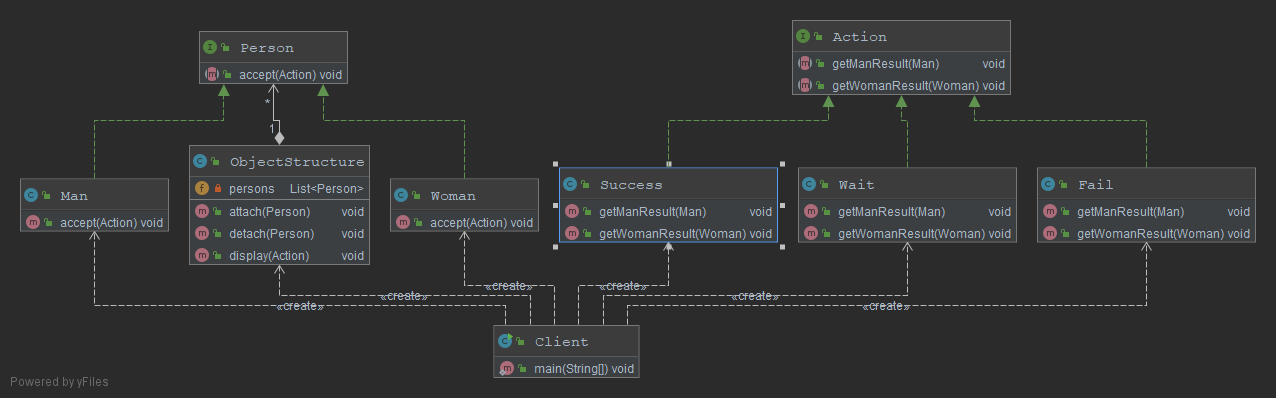 Person
accept(Action) void
Action
getManResult(Man) void
getWomanResult(Woman) void
*
1
Man
accept(Action) void
ObjectStructure
persons List<Person>
attach(Person) void
detach(Person) void
display(Action) void
Woman
accept(Action) void
Success
getManResult(Man) void
getWomanResult(Woman) void
Wait
getManResult(Man) void
getWomanResult(Woman) void
Fail
getManResult(Man) void
getWomanResult(Woman) void
«create»
«create»
«create»
«create»
«create»
«create»
Client
main(String[]) void
Powered by yFiles